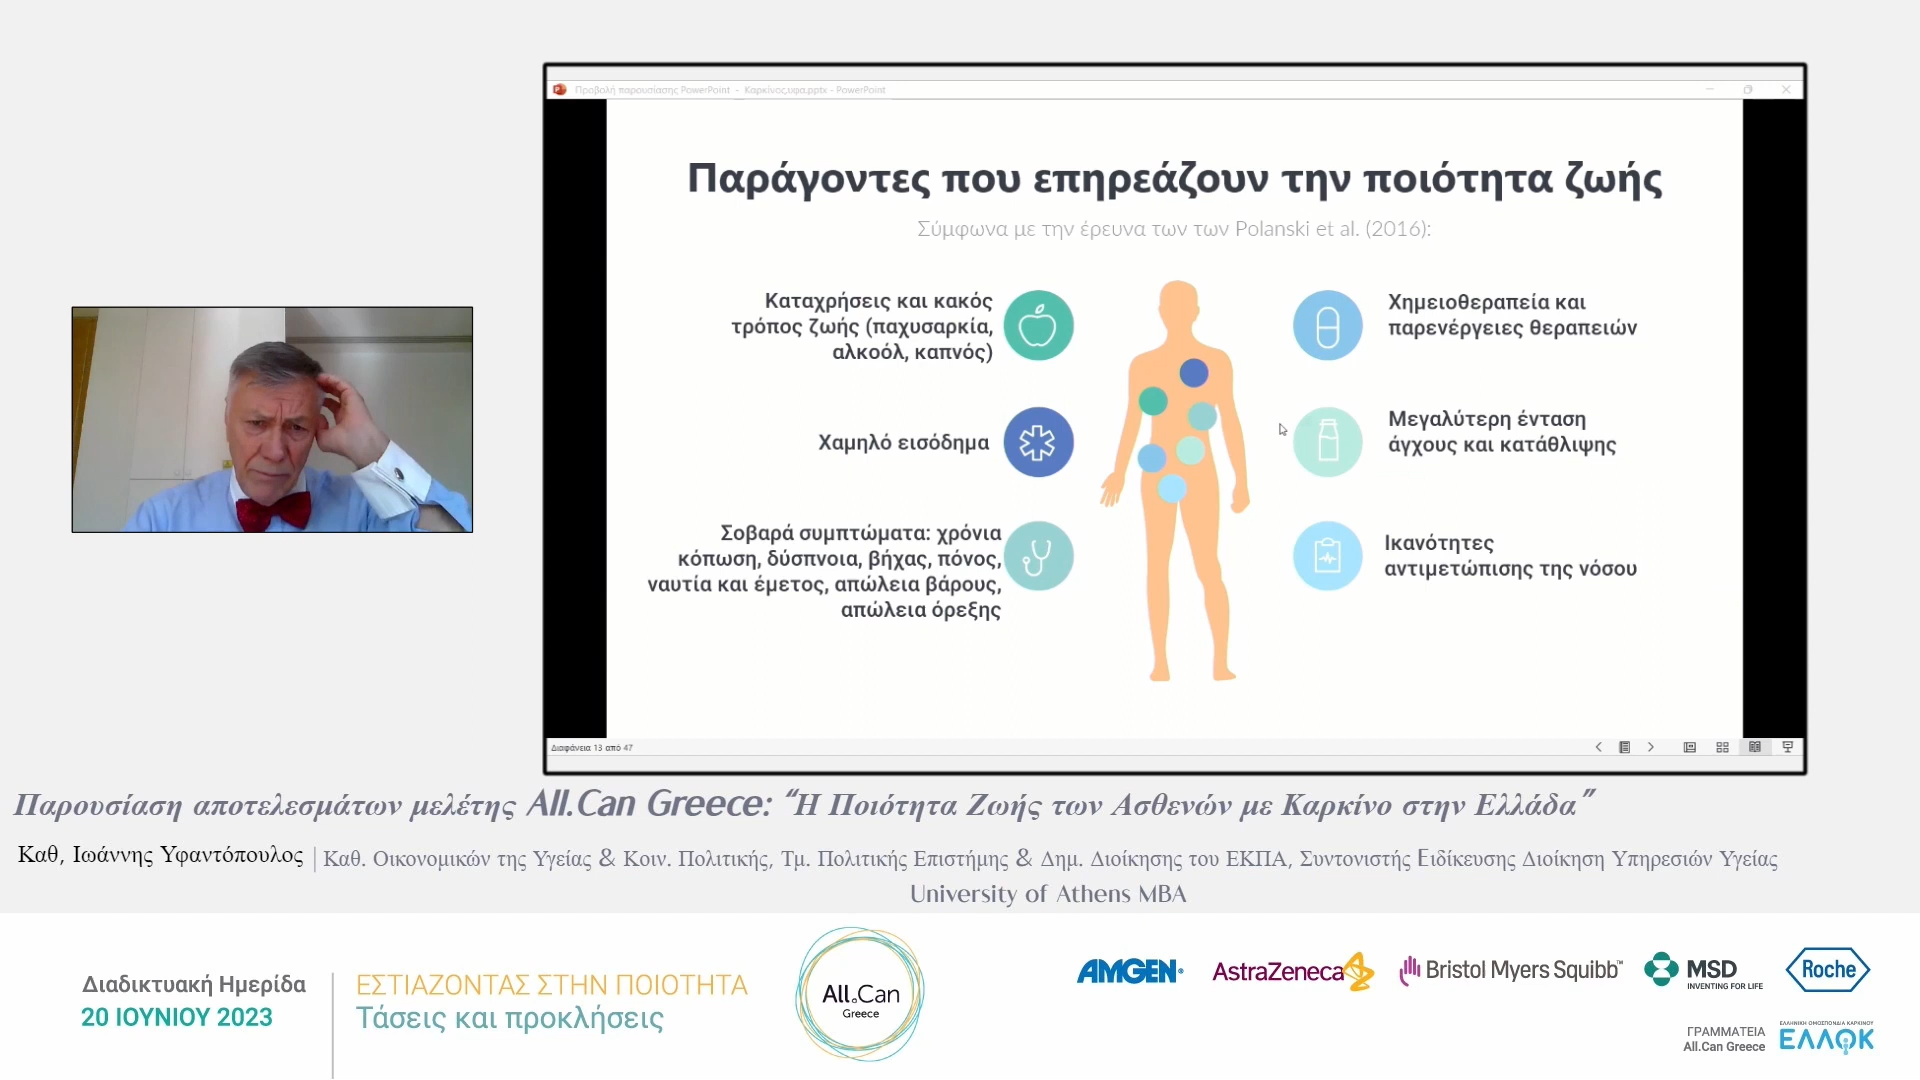 Προβολή παρουσίασης PowerPoint - Καρκίνος,υφα.pptx - PowerPoint
Παράγοντες που επηρεάζουν την ποιότητα ζωής
Σύμφωνα με την έρευνα των των Polanski et al. (2016):
Καταχρήσεις και κακός
τρόπος ζωής (παχυσαρκία,
αλκοόλ, καπνός)
Χαμηλό εισόδημα
Σοβαρά συμπτώματα: χρόνια
κόπωση, δύσπνοια, βήχας, πόνος,
ναυτία και έμετος, απώλεια βάρους,
απώλεια όρεξης
Χημειοθεραπεία και
παρενέργειες θεραπειών
Μεγαλύτερη ένταση
άγχους και κατάθλιψης
Ικανότητες
αντιμετώπισης της νόσου
Διαφάνεια 13 από 47
Παρουσίαση αποτελεσμάτων μελέτης All.Can Greece: “Η Ποιότητα Ζωής των Ασθενών με Καρκίνο στην Ελλάδα”
Καθ, Ιωάννης Υφαντόπουλος | Καθ. Οικονομικών της Υγείας & Κοιν. Πολιτικής, Τμ. Πολιτικής Επιστήμης & Δημ. Διοίκησης του ΕΚΠΑ, Συντονιστής Ειδίκευσης Διοίκηση Υπηρεσιών Υγείας
University of Athens MBA
Διαδικτυακή Ημερίδα
20 ΙΟΥΝΙΟΥ 2023
ΕΣΤΙΑΖΟΝΤΑΣ ΣΤΗΝ ΠΟΙΟΤΗΤΑ
Τάσεις και προκλήσεις
All.Can
Greece
AMGEN®
AstraZeneca
Bristol Myers Squibb™
MSD
INVENTING FOR LIFE
Roche
ΓΡΑΜΜΑΤΕΙΑ
All.Can Greece
ΕΛΛΗΝΙΚΗ ΟΜΟΣΠΟΝΔΙΑ ΚΑΡΚΙΝΟΥ
ΕΛΛΟΚ